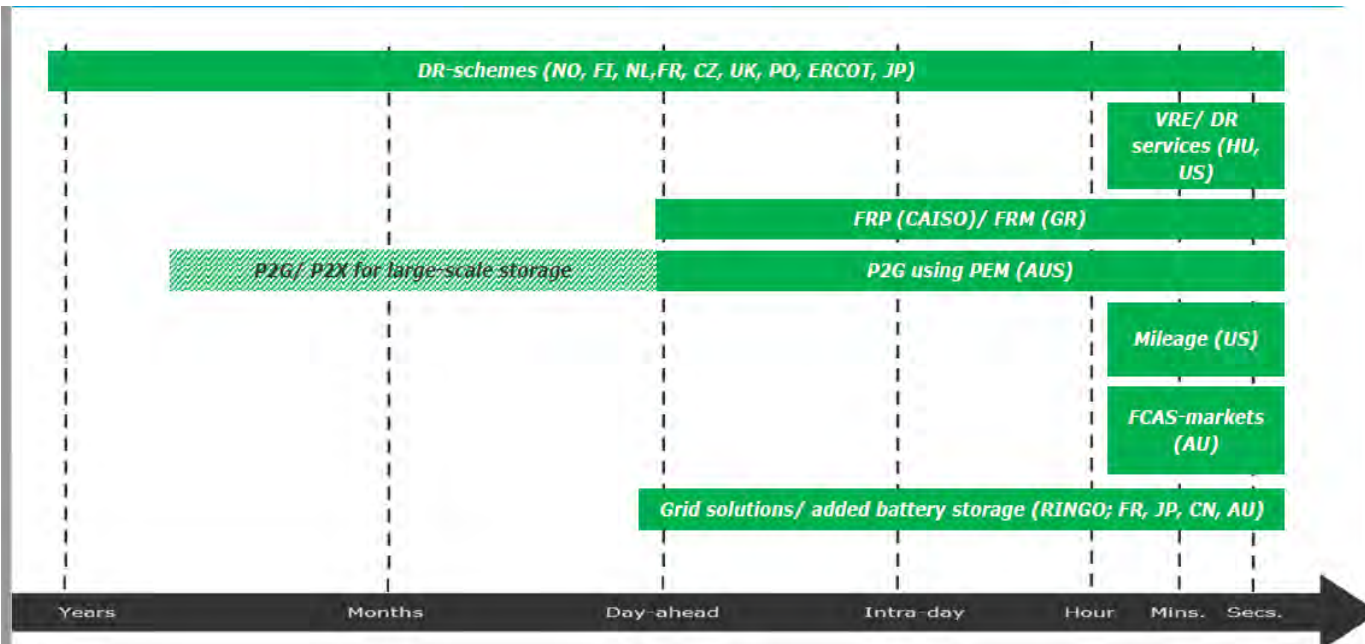 DR-schemes (NO, FI, NL,FR, CZ, UK, PO, ERCOT, JP)
VRE/ DR
services (HU,
US)
FRP (CAISO)/ FRM (GR)
P2G/ P2X for large-scale storage
P2G using PEM (AUS)
Mileage (US)
FCAS-markets
(AU)
Grid solutions/ added battery storage (RINGO; FR, JP, CN, AU)
Years
Months
Day-ahead
Intra-day
Hour
Mins.
Secs.